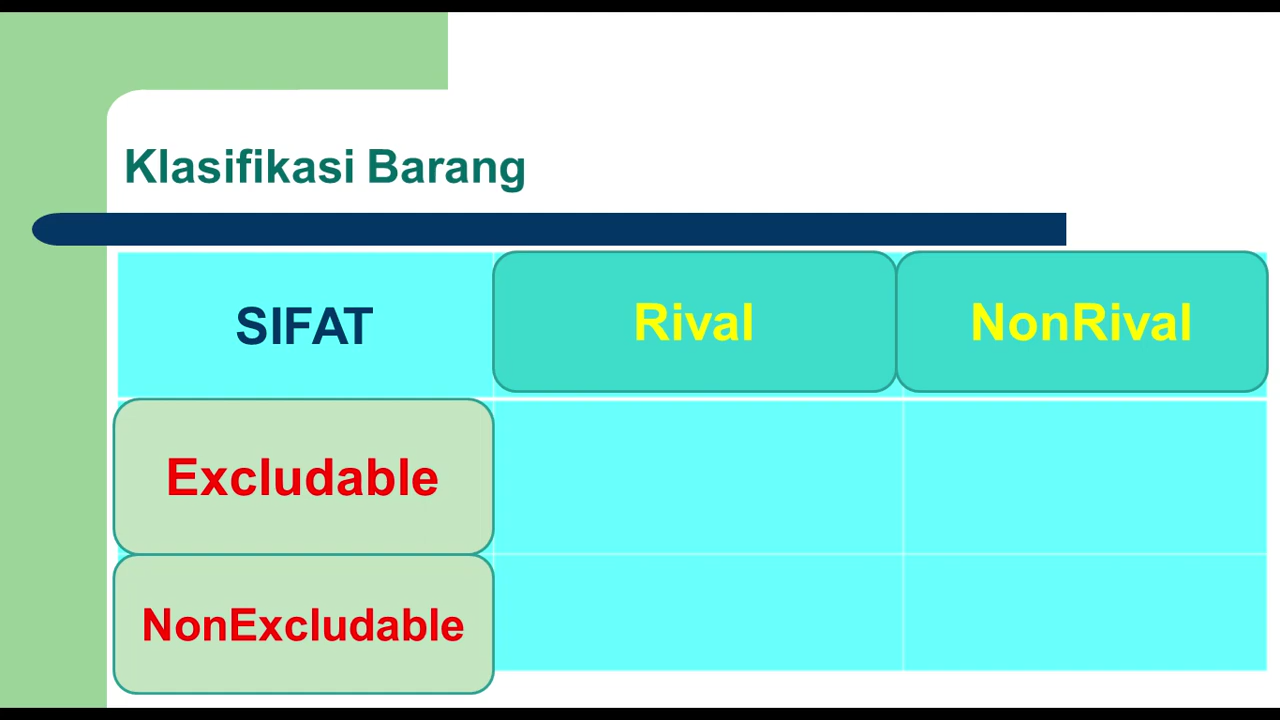 Klasifikasi Barang
SIFAT
Rival
NonRival
Excludable
NonExcludable